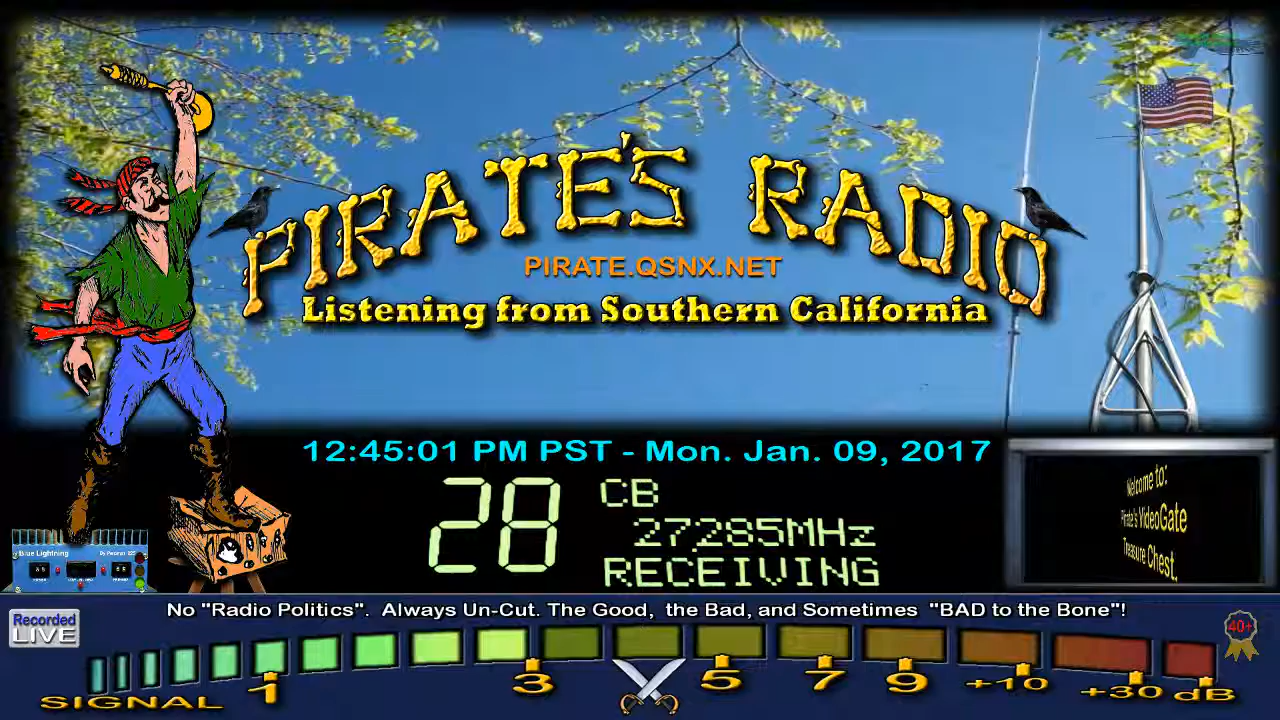 PIRATE'S RADIO
PIRATE.QSNX.NET
Listening from Southern California
12:45:01 PM PST - Mon. Jan. 09, 2017
28
CB
27.285MHz
RECEIVING
Welcome to:
Pirate's VideoGate
Treasure Chest.
Blue Lightning
No "Radio Politics". Always Un-Cut. The Good, the Bad, and Sometimes "BAD to the Bone"!
Recorded
LIVE
40+
SIGNAL 1 3 5 7 9 +10 +30 dB